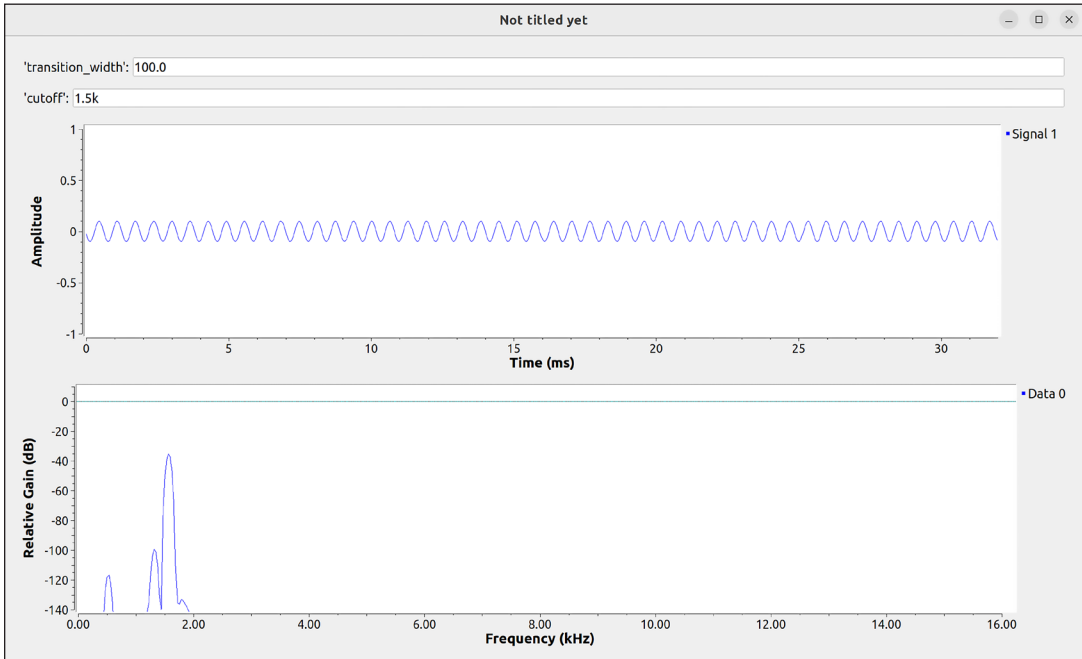 Not titled yet
'transition_width': 100.0
'cutoff': 1.5k
Signal 1
Amplitude
1
0.5
0
-0.5
-1
0 5 10 15 20 25 30
Time (ms)
Data 0
Relative Gain (dB)
0
-20
-40
-60
-80
-100
-120
-140
0.00 2.00 4.00 6.00 8.00 10.00 12.00 14.00 16.00
Frequency (kHz)